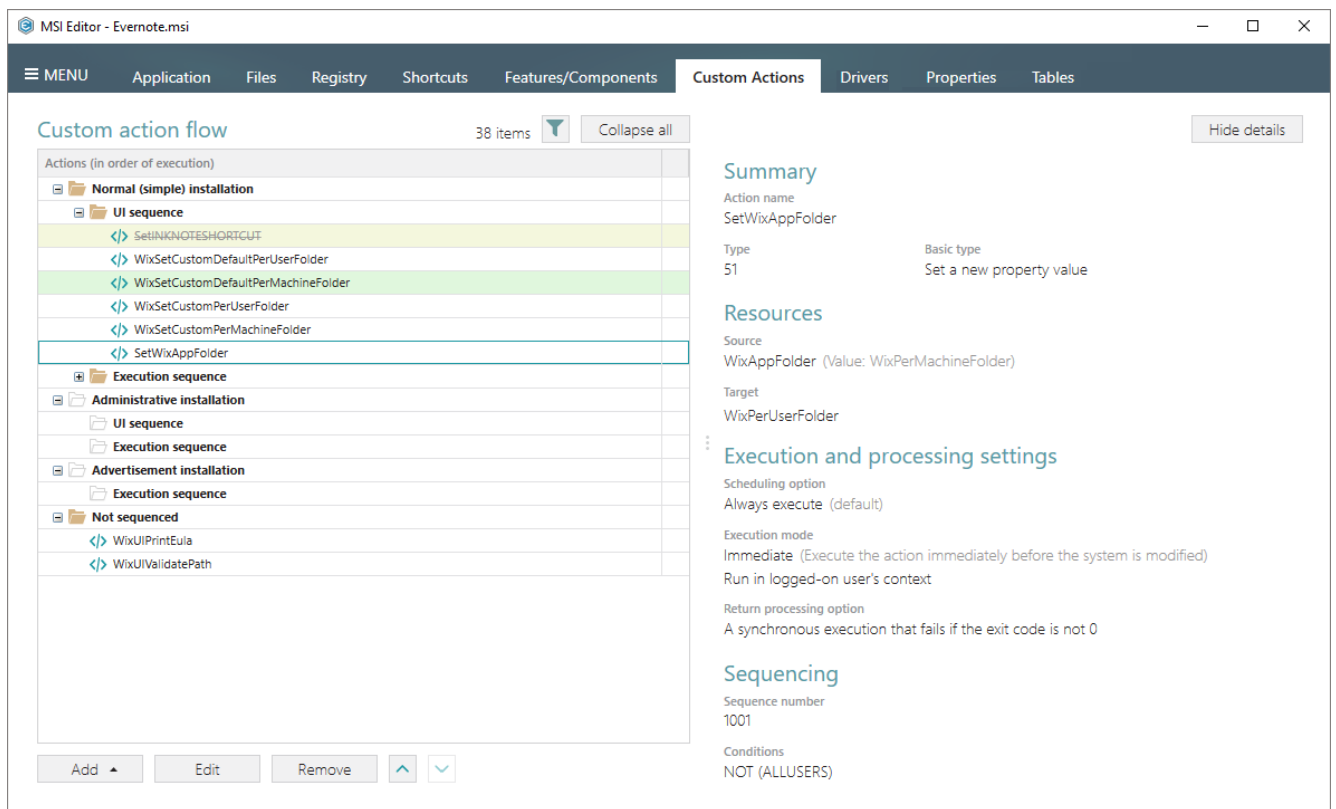 MSI Editor - Evernote.msi
MENU Application Files Registry Shortcuts Features/Components Custom Actions Drivers Properties Tables
Custom action flow 38 items Collapse all Hide details
Actions (in order of execution)
Normal (simple) installation
UI sequence
SetINKNOTESHORTCUT
WixSetCustomDefaultPerUserFolder
WixSetCustomDefaultPerMachineFolder
WixSetCustomPerUserFolder
WixSetCustomPerMachineFolder
SetWixAppFolder
Execution sequence
Administrative installation
UI sequence
Execution sequence
Advertisement installation
Execution sequence
Not sequenced
WixUIPrintEula
WixUIValidatePath
Add Edit Remove
Summary
Action name
SetWixAppFolder
Type Basic type
51 Set a new property value
Resources
Source
WixAppFolder (Value: WixPerMachineFolder)
Target
WixPerUserFolder
Execution and processing settings
Scheduling option
Always execute (default)
Execution mode
Immediate (Execute the action immediately before the system is modified)
Run in logged-on user's context
Return processing option
A synchronous execution that fails if the exit code is not 0
Sequencing
Sequence number
1001
Conditions
NOT (ALLUSERS)